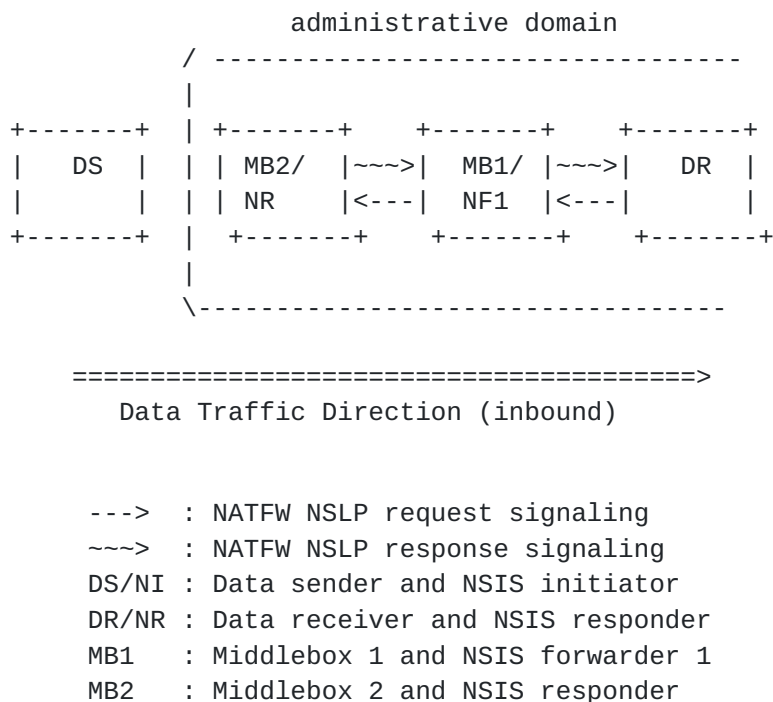 administrative domain
           / ----------------------------------
           |
+-------+  | +-------+    +-------+    +-------+
|   DS  |  | | MB2/  |~~~>|  MB1/ |~~~>|   DR  |
|       |  | | NR    |<---|  NF1  |<---|       |
+-------+  |  +-------+    +-------+    +-------+
           |
           \----------------------------------
    ========================================>
       Data Traffic Direction (inbound)
     --->  : NATFW NSLP request signaling
     ~~~>  : NATFW NSLP response signaling
     DS/NI : Data sender and NSIS initiator
     DR/NR : Data receiver and NSIS responder
     MB1   : Middlebox 1 and NSIS forwarder 1
     MB2   : Middlebox 2 and NSIS responder